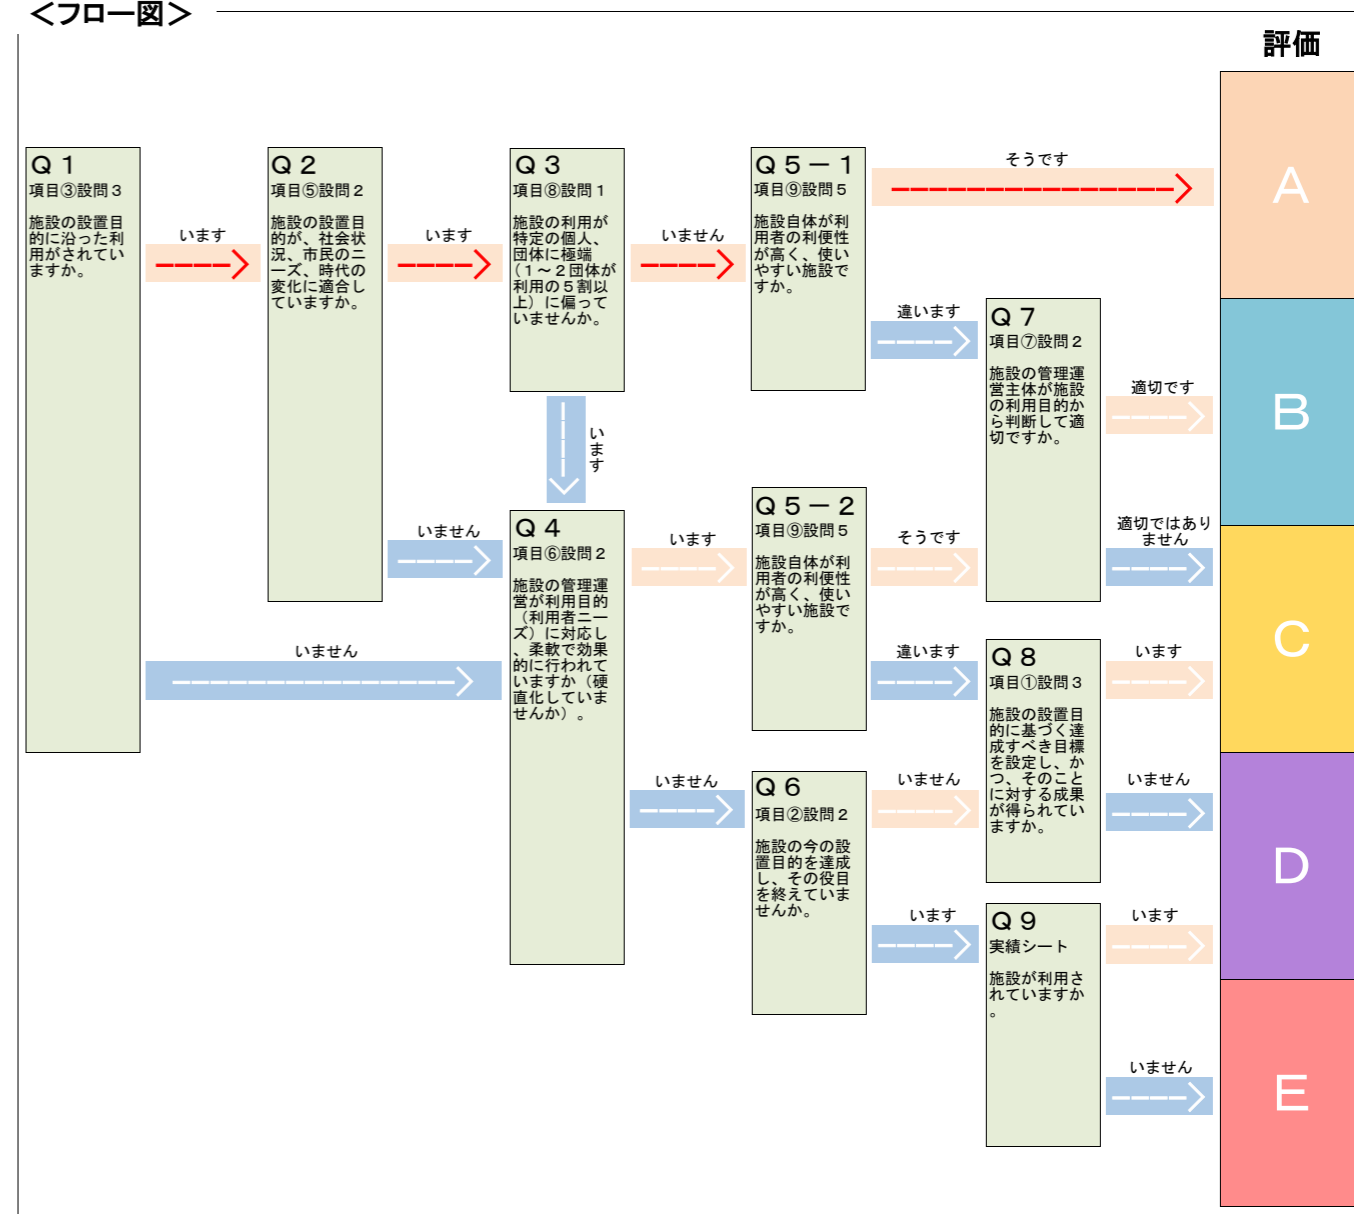 ＜フロー図＞
評価
Ｑ１
項目③設問３
施設の設置目
的に沿った利
用がされてい
ますか。
います
いません
Ｑ２
項目⑤設問２
施設の設置目
的が、社会状
況、市民のニ
ーズ、時代の
変化に適合し
ていますか。
います
いません
Ｑ３
項目⑧設問１
施設の利用が
特定の個人、
団体に極端
（１～２団体が
利用の５割以
上）に偏って
いませんか。
いません
います
Ｑ４
項目⑥設問２
施設の管理運
営が利用目的
（利用者ニー
ズ）に対応し
、柔軟で効果
的に行われて
いますか（硬
直化していま
せんか）。
います
いません
Ｑ５－１
項目⑨設問５
施設自体が利
用者の利便性
が高く、使い
やすい施設で
すか。
そうです
違います
Ｑ５－２
項目⑨設問５
施設自体が利
用者の利便性
が高く、使い
やすい施設で
すか。
そうです
違います
Ｑ６
項目②設問２
施設の今の設
置目的を達成
し、その役目
を終えていま
せんか。
いません
います
Ｑ７
項目⑦設問２
施設の管理運
営主体が施設
の利用目的か
ら判断して適
切ですか。
適切です
適切ではあり
ません
Ｑ８
項目①設問３
施設の設置目
的に基づく達
成すべき目標
を設定し、か
つ、そのこと
に対する成果
が得られてい
ますか。
います
いません
Ｑ９
実績シート
施設が利用さ
れていますか
。
います
いません
Ａ
Ｂ
Ｃ
Ｄ
Ｅ